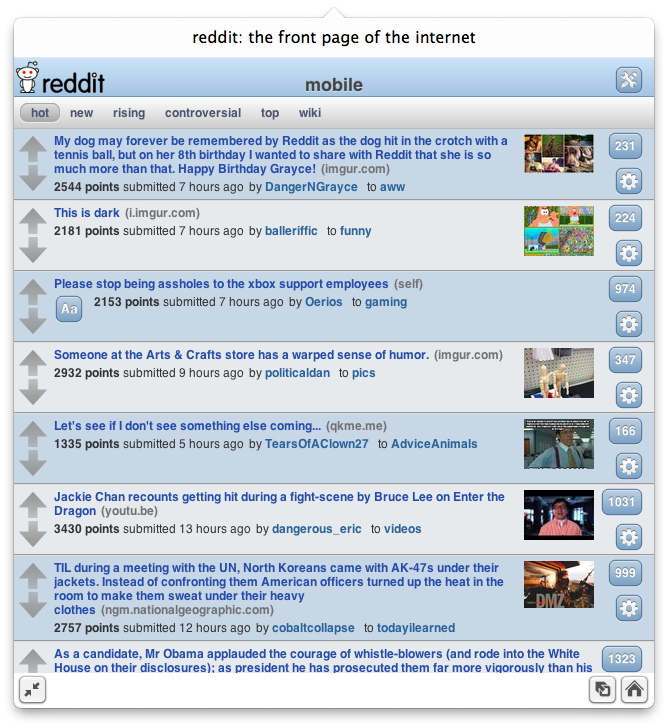 reddit: the front page of the internet
reddit
mobile
hot new rising controversial top wiki
My dog may forever be remembered by Reddit as the dog hit in the crotch with a
tennis ball, but on her 8th birthday I wanted to share with Reddit that she is so
much more than that. Happy Birthday Grayce! (imgur.com)
2544 points submitted 7 hours ago by DangerNGrayce to aww
231
This is dark (i.imgur.com)
2181 points submitted 7 hours ago by balleriffic to funny
224
Please stop being assholes to the xbox support employees (self)
Aa 2153 points submitted 7 hours ago by Oerios to gaming
974
Someone at the Arts & Crafts store has a warped sense of humor. (imgur.com)
2932 points submitted 9 hours ago by politicaldan to pics
347
Let's see if I don't see something else coming... (qkme.me)
1335 points submitted 5 hours ago by TearsOfAClown27 to AdviceAnimals
166
Jackie Chan recounts getting hit during a fight-scene by Bruce Lee on Enter the
Dragon (youtu.be)
3430 points submitted 13 hours ago by dangerous_eric to videos
1031
TIL during a meeting with the UN, North Koreans came with AK-47s under their
jackets. Instead of confronting them American officers turned up the heat in the
room to make them sweat under their heavy
clothes (ngm.nationalgeographic.com)
2757 points submitted 12 hours ago by cobaltcollapse to todayilearned
DMZ
999
As a candidate, Mr Obama applauded the courage of whistle-blowers (and rode into the White
House on their disclosures); as president he has prosecuted them far more vigorously than his
1323